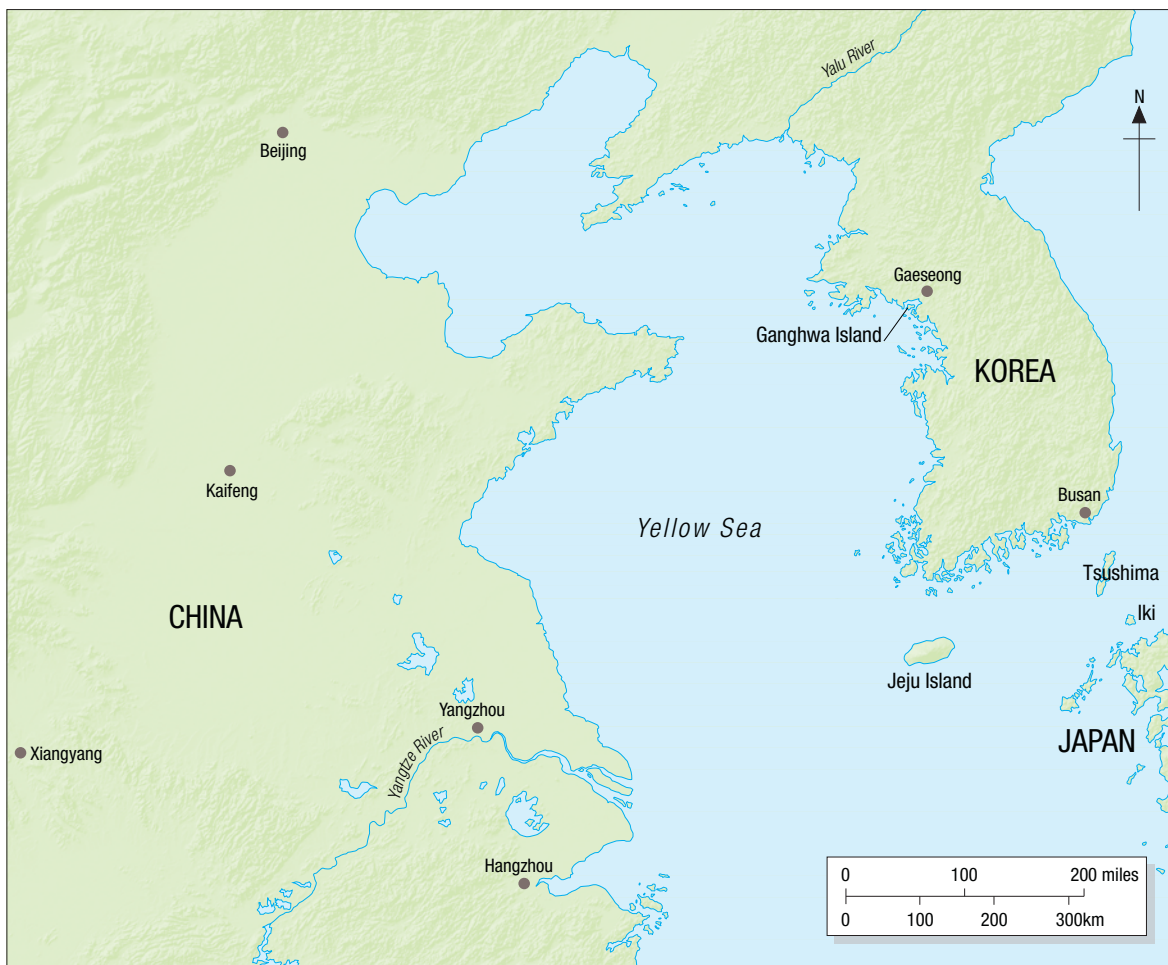 Yalu River
N
Beijing
Gaeseong
Ganghwa Island
KOREA
Kaifeng
Busan
Yellow Sea
Tsushima
Iki
CHINA
Jeju Island
Yangzhou
JAPAN
Xiangyang
Yangtze River
Hangzhou
0 100 200 miles
0 100 200 300km